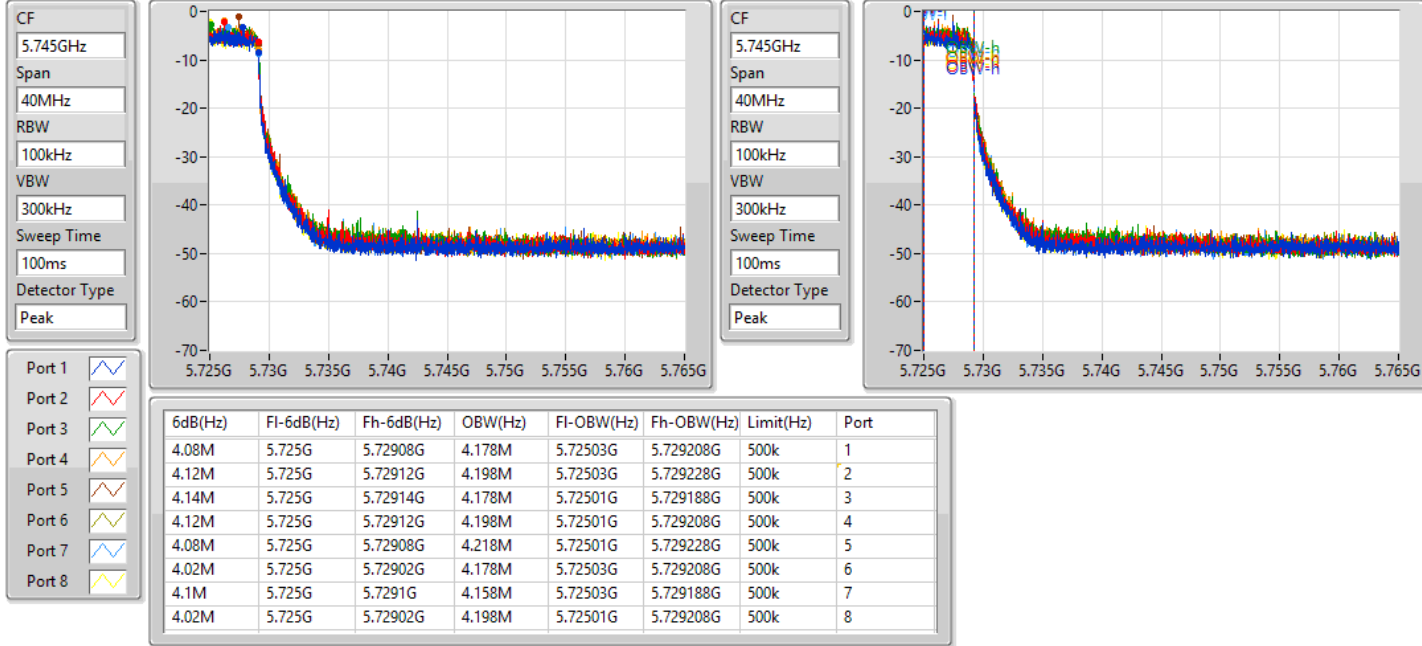 CF
5.745GHz
Span
40MHz
RBW
100kHz
VBW
300kHz
Sweep Time
100ms
Detector Type
Peak
0
-10
-20
-30
-40
-50
-60
-70
5.725G 5.73G 5.735G 5.74G 5.745G 5.75G 5.755G 5.76G 5.765G
CF
5.745GHz
Span
40MHz
RBW
100kHz
VBW
300kHz
Sweep Time
100ms
Detector Type
Peak
0
-10
-20
-30
-40
-50
-60
-70
OBW-h
5.725G 5.73G 5.735G 5.74G 5.745G 5.75G 5.755G 5.76G 5.765G
Port 1
Port 2
Port 3
Port 4
Port 5
Port 6
Port 7
Port 8
6dB(Hz) Fl-6dB(Hz) Fh-6dB(Hz) OBW(Hz) Fl-OBW(Hz) Fh-OBW(Hz) Limit(Hz) Port
4.08M 5.725G 5.72908G 4.178M 5.72503G 5.729208G 500k 1
4.12M 5.725G 5.72912G 4.198M 5.72503G 5.729228G 500k 2
4.14M 5.725G 5.72914G 4.178M 5.72501G 5.729188G 500k 3
4.12M 5.725G 5.72912G 4.198M 5.72501G 5.729208G 500k 4
4.08M 5.725G 5.72908G 4.218M 5.72501G 5.729228G 500k 5
4.02M 5.725G 5.72902G 4.178M 5.72503G 5.729208G 500k 6
4.1M 5.725G 5.7291G 4.158M 5.72503G 5.729188G 500k 7
4.02M 5.725G 5.72902G 4.198M 5.72501G 5.729208G 500k 8